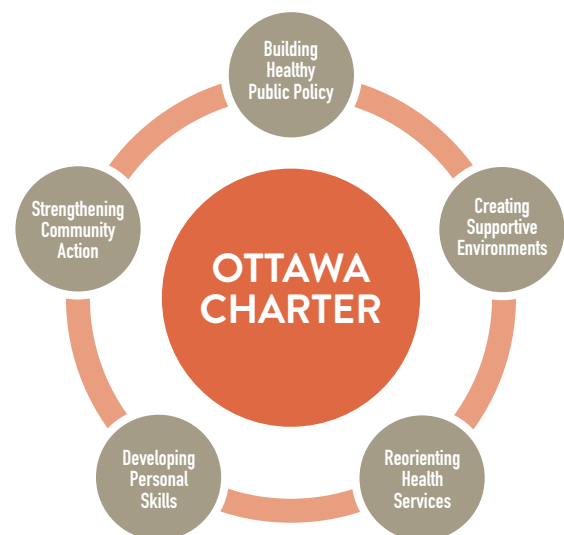 Building
Healthy
Public Policy
Creating
Supportive
Environments
Reorienting
Health
Services
Developing
Personal
Skills
Strengthening
Community
Action
OTTAWA
CHARTER